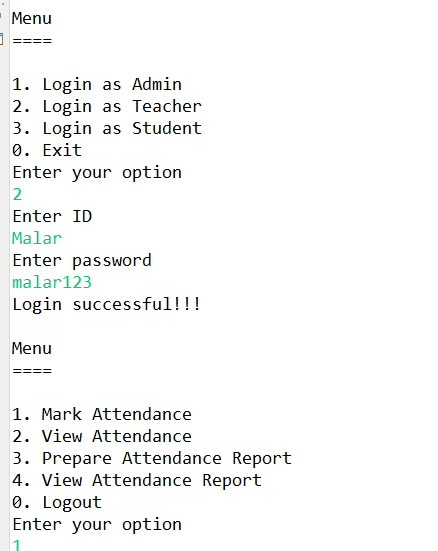 Menu
====
1. Login as Admin
2. Login as Teacher
3. Login as Student
0. Exit
Enter your option
2
Enter ID
Malar
Enter password
malar123
Login successful!!!
Menu
====
1. Mark Attendance
2. View Attendance
3. Prepare Attendance Report
4. View Attendance Report
0. Logout
Enter your option
1